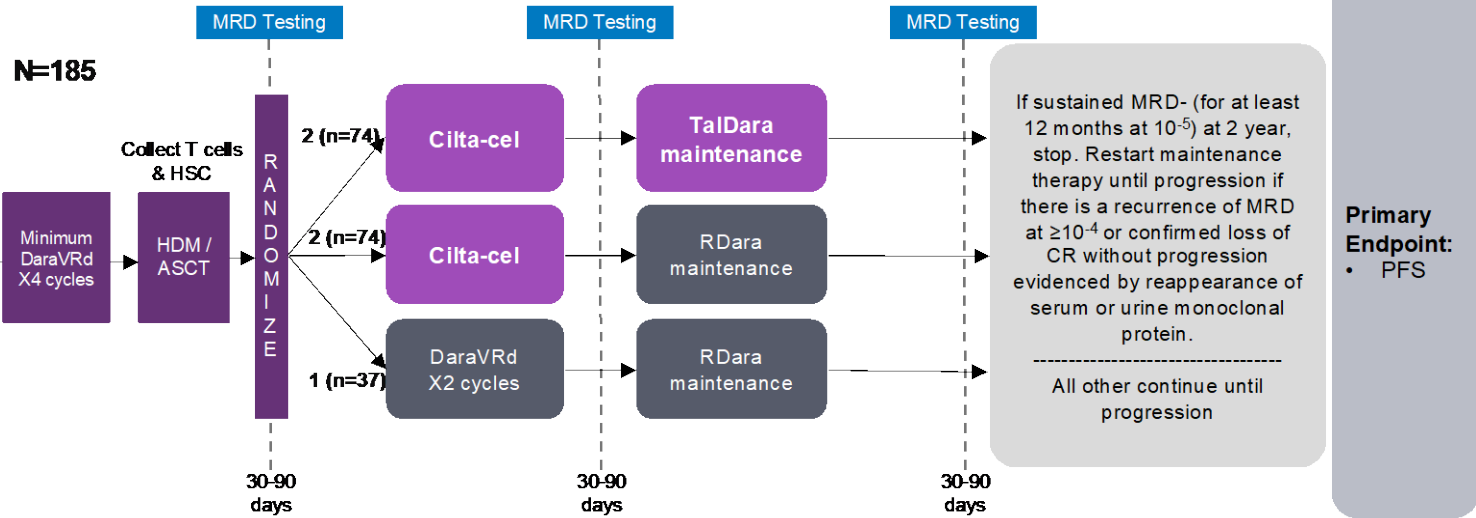 MRD Testing
MRD Testing
MRD Testing
N=185
Collect T cells
& HSC
Minimum
DaraVRd
X4 cycles
HDM /
ASCT
R
A
N
D
O
M
I
Z
E
2 (n=74)
Cilta-cel
TalDara
maintenance
2 (n=74)
Cilta-cel
RDara
maintenance
1 (n=37)
DaraVRd
X2 cycles
RDara
maintenance
If sustained MRD- (for at least
12 months at 10⁻⁵) at 2 year,
stop. Restart maintenance
therapy until progression if
there is a recurrence of MRD
at ≥10⁻⁴ or confirmed loss of
CR without progression
evidenced by reappearance of
serum or urine monoclonal
protein.
-----------------------------------
All other continue until
progression
Primary
Endpoint:
• PFS
30-90
days
30-90
days
30-90
days